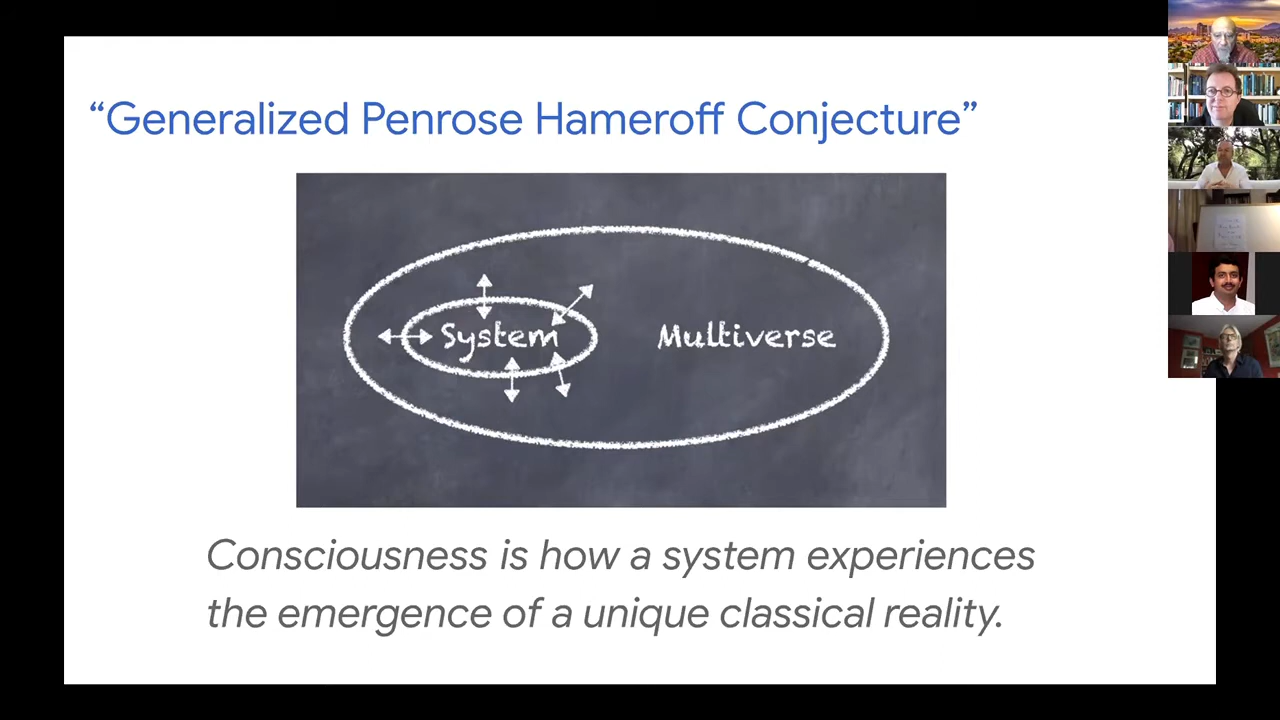 “Generalized Penrose Hameroff Conjecture”
System
Multiverse
Consciousness is how a system experiences
the emergence of a unique classical reality.